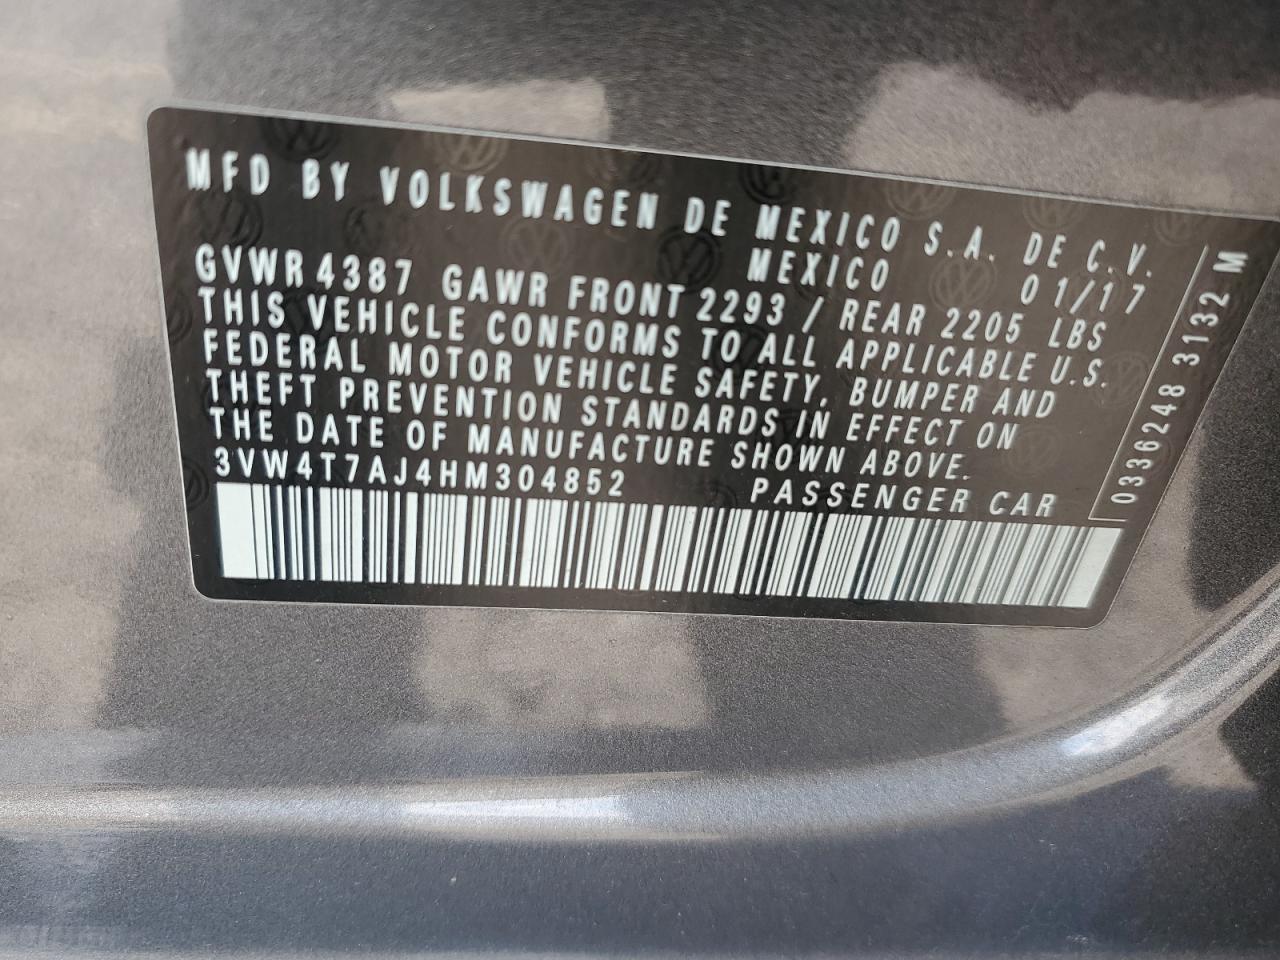 MFD BY VOLKSWAGEN DE MEXICO S.A. DE C.V.
MEXICO 01/17
GVWR 4387 GAWR FRONT 2293 / REAR 2205 LBS
THIS VEHICLE CONFORMS TO ALL APPLICABLE U.S.
FEDERAL MOTOR VEHICLE SAFETY, BUMPER AND
THEFT PREVENTION STANDARDS IN EFFECT ON
THE DATE OF MANUFACTURE SHOWN ABOVE.
3VW4T7AJ4HM304852 PASSENGER CAR
0336248 3132 M